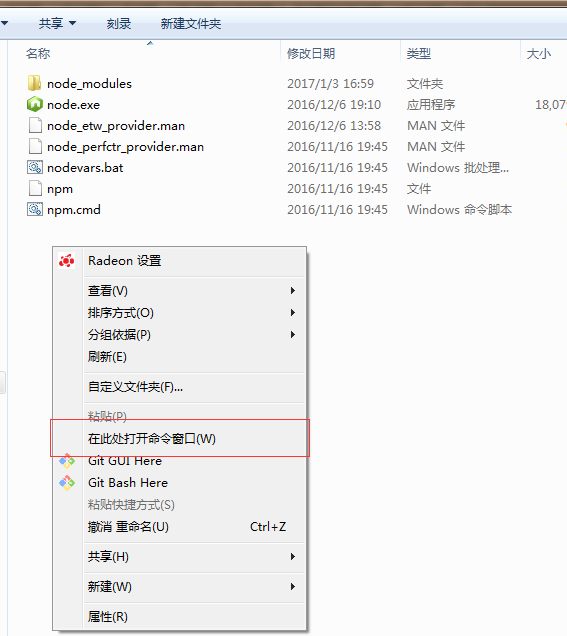 共享 刻录 新建文件夹
名称 修改日期 类型 大小
node_modules 2017/1/3 16:59 文件夹
node.exe 2016/12/6 19:10 应用程序 18,07
node_etw_provider.man 2016/12/6 13:58 MAN 文件
node_perfctr_provider.man 2016/11/16 19:45 MAN 文件
nodevars.bat 2016/11/16 19:45 Windows 批处理...
npm 2016/11/16 19:45 文件
npm.cmd 2016/11/16 19:45 Windows 命令脚本
Radeon 设置
查看(V)
排序方式(O)
分组依据(P)
刷新(E)
自定义文件夹(F)...
粘贴(P)
在此处打开命令窗口(W)
Git GUI Here
Git Bash Here
粘贴快捷方式(S)
撤消 重命名(U) Ctrl+Z
共享(H)
新建(W)
属性(R)